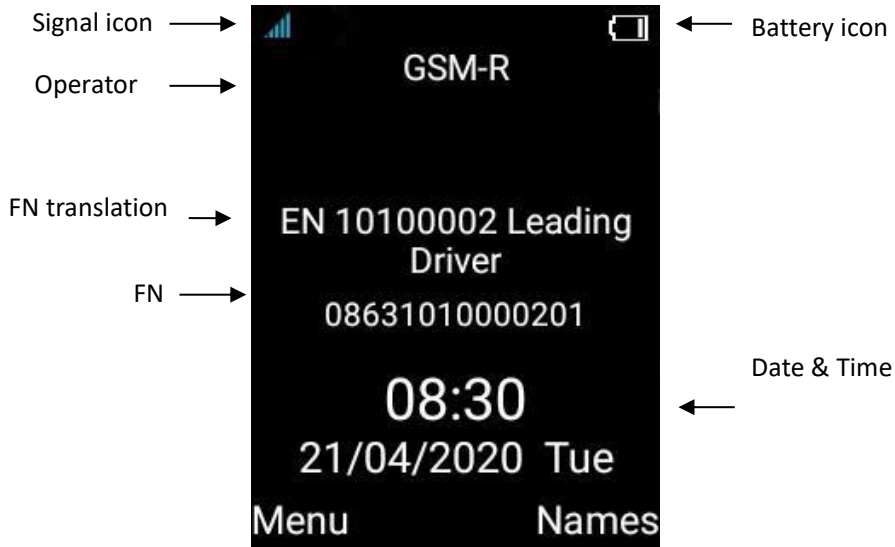 Signal icon
Battery icon
GSM-R
Operator
FN translation
EN 10100002 Leading
Driver
FN
08631010000201
Date & Time
08:30
21/04/2020 Tue
Menu Names